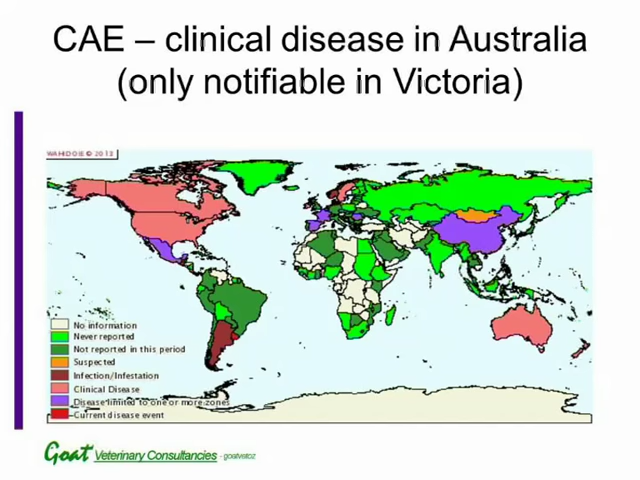 CAE – clinical disease in Australia
(only notifiable in Victoria)
WAHID OIE © 2013
No information
Never reported
Not reported in this period
Suspected
Infection/Infestation
Clinical Disease
Disease limited to one or more zones
Current disease event
Goat Veterinary Consultancies - goatvetoz